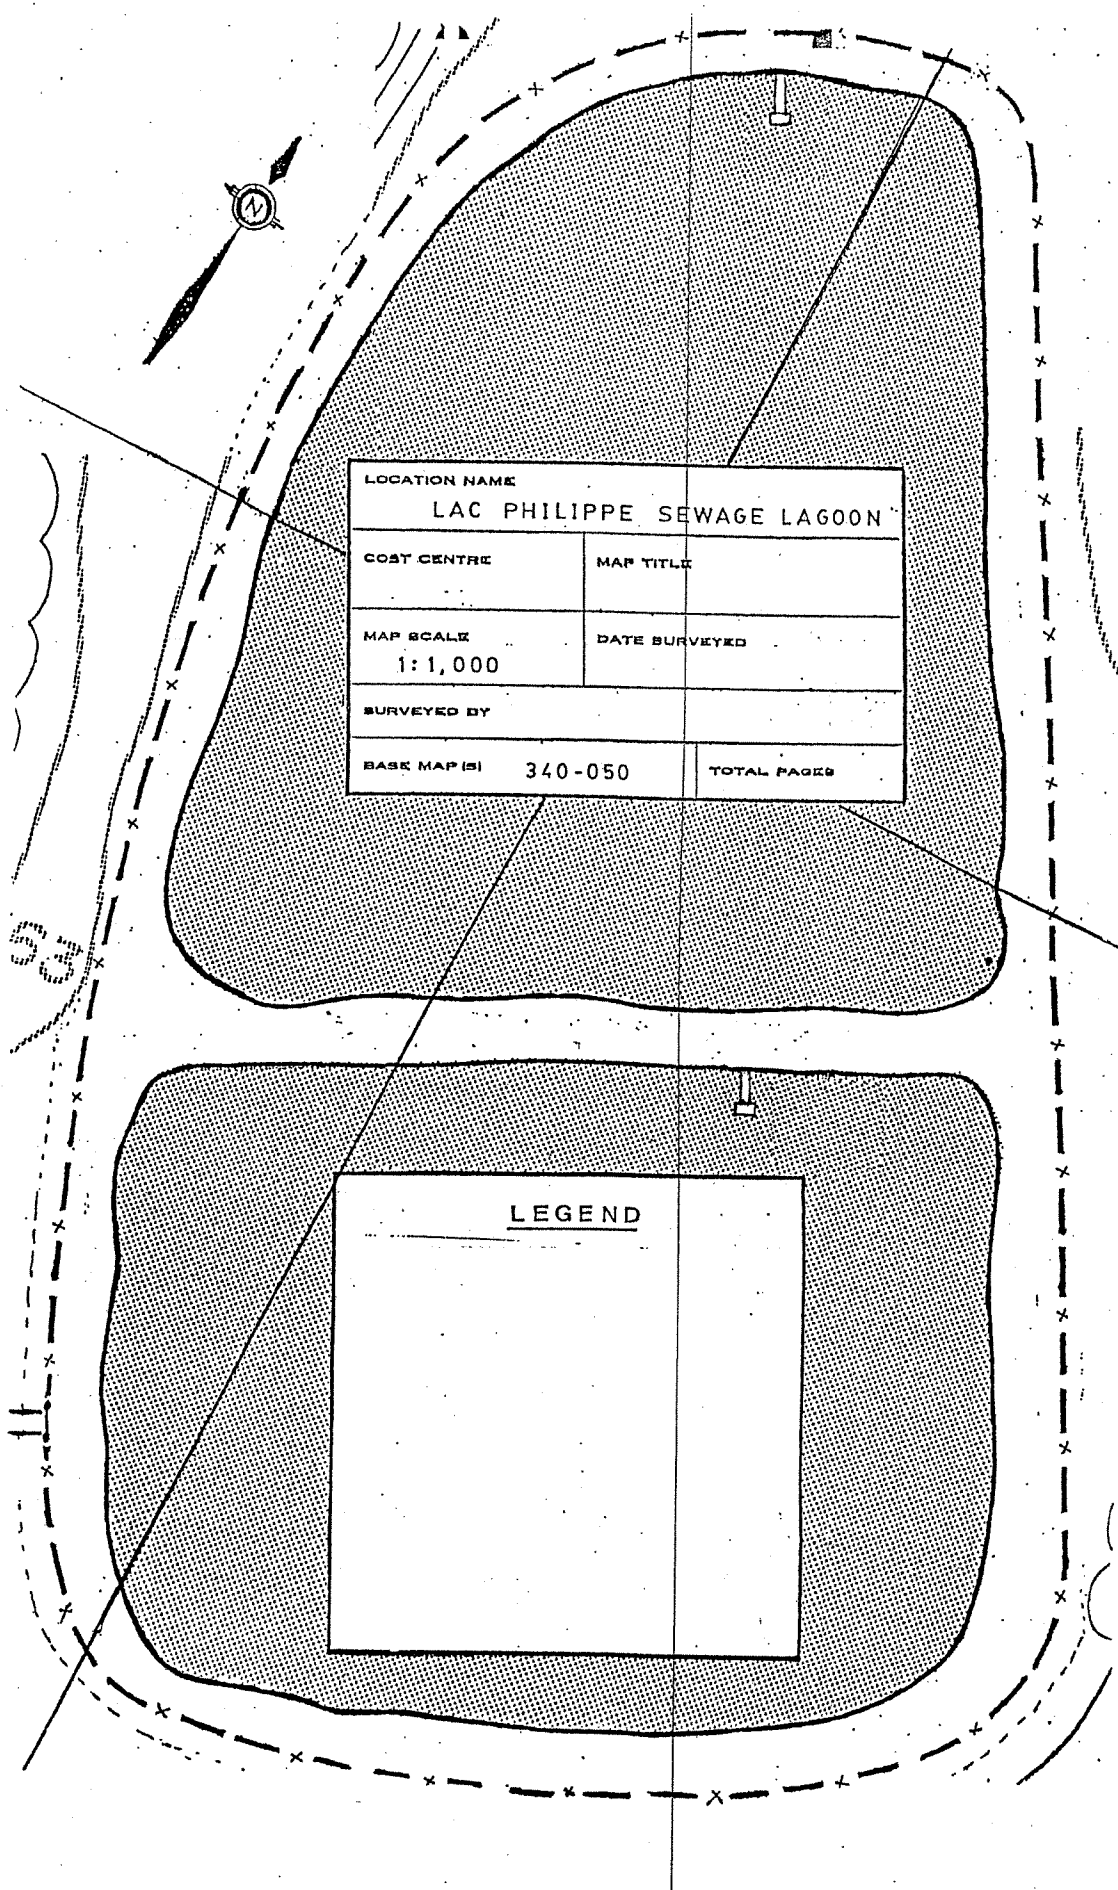 N
LOCATION NAME
LAC PHILIPPE SEWAGE LAGOON
COST CENTRE
MAP TITLE
MAP SCALE
1:1,000
DATE SURVEYED
SURVEYED BY
BASE MAP(S) 340-050
TOTAL PAGES
53
LEGEND